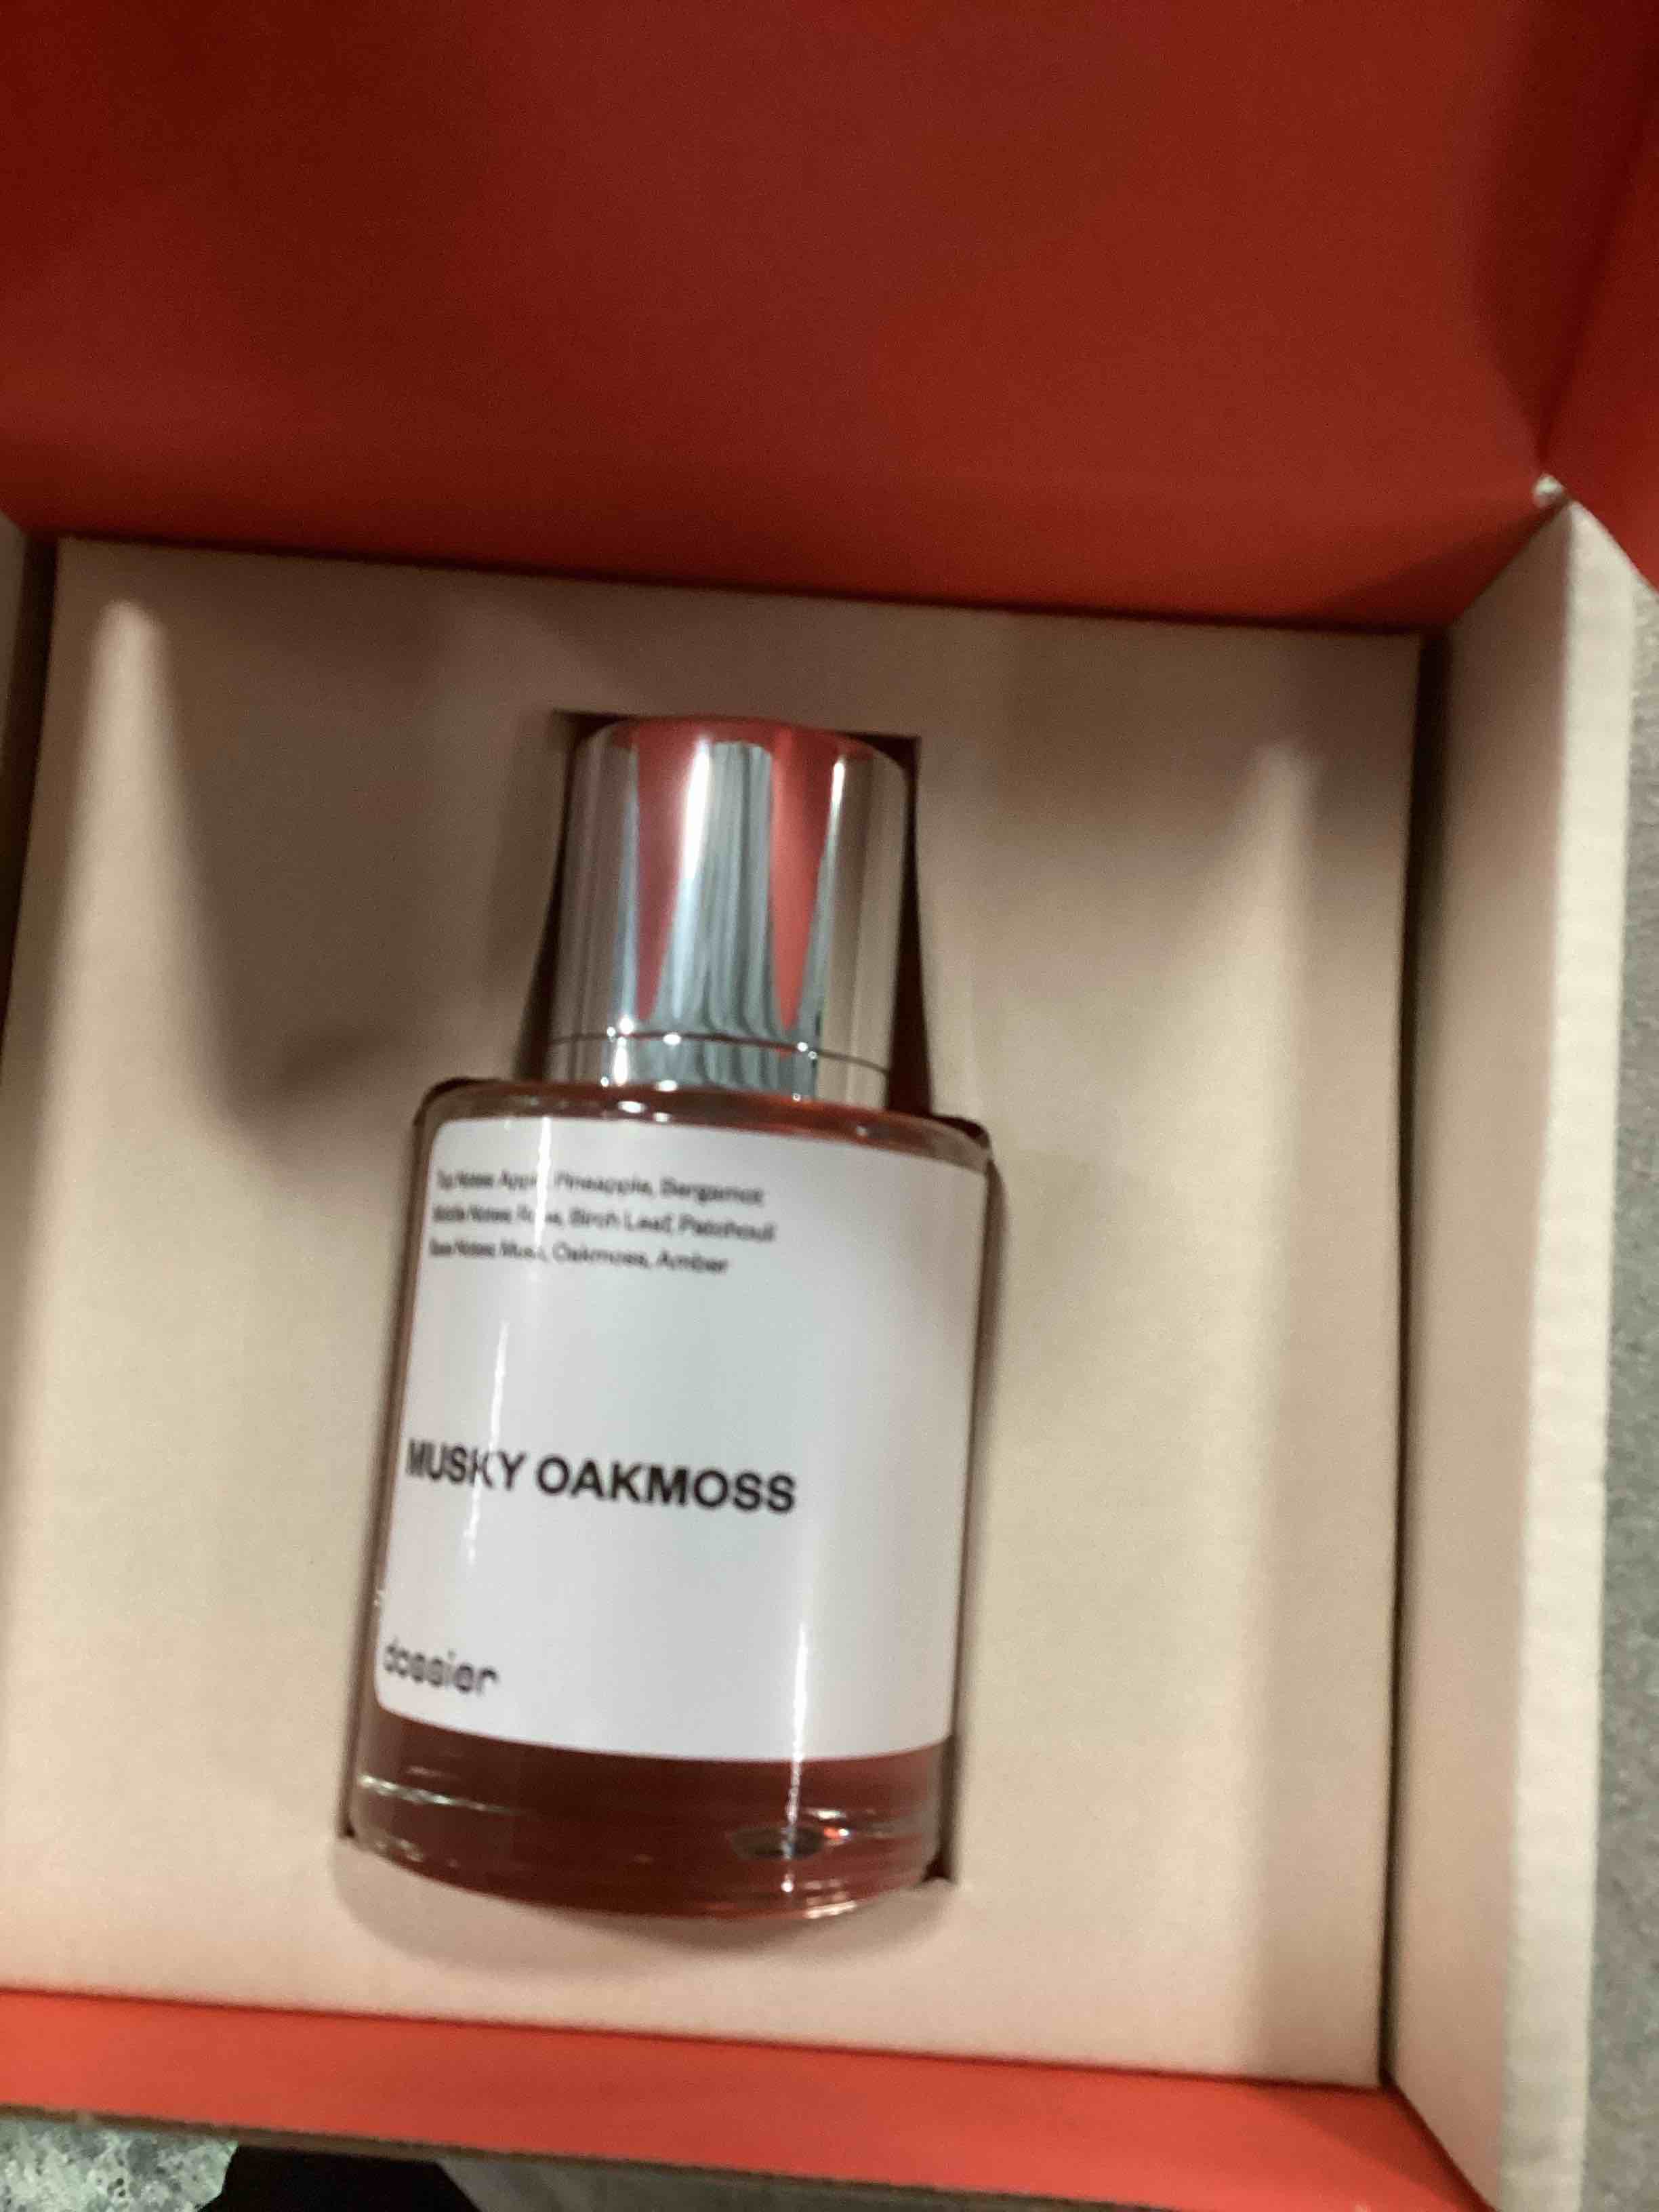 Top Notes: Apple, Pineapple, Bergamot
Middle Notes: Rose, Birch Leaf, Patchouli
Base Notes: Musk, Oakmoss, Amber
MUSKY OAKMOSS
dossier